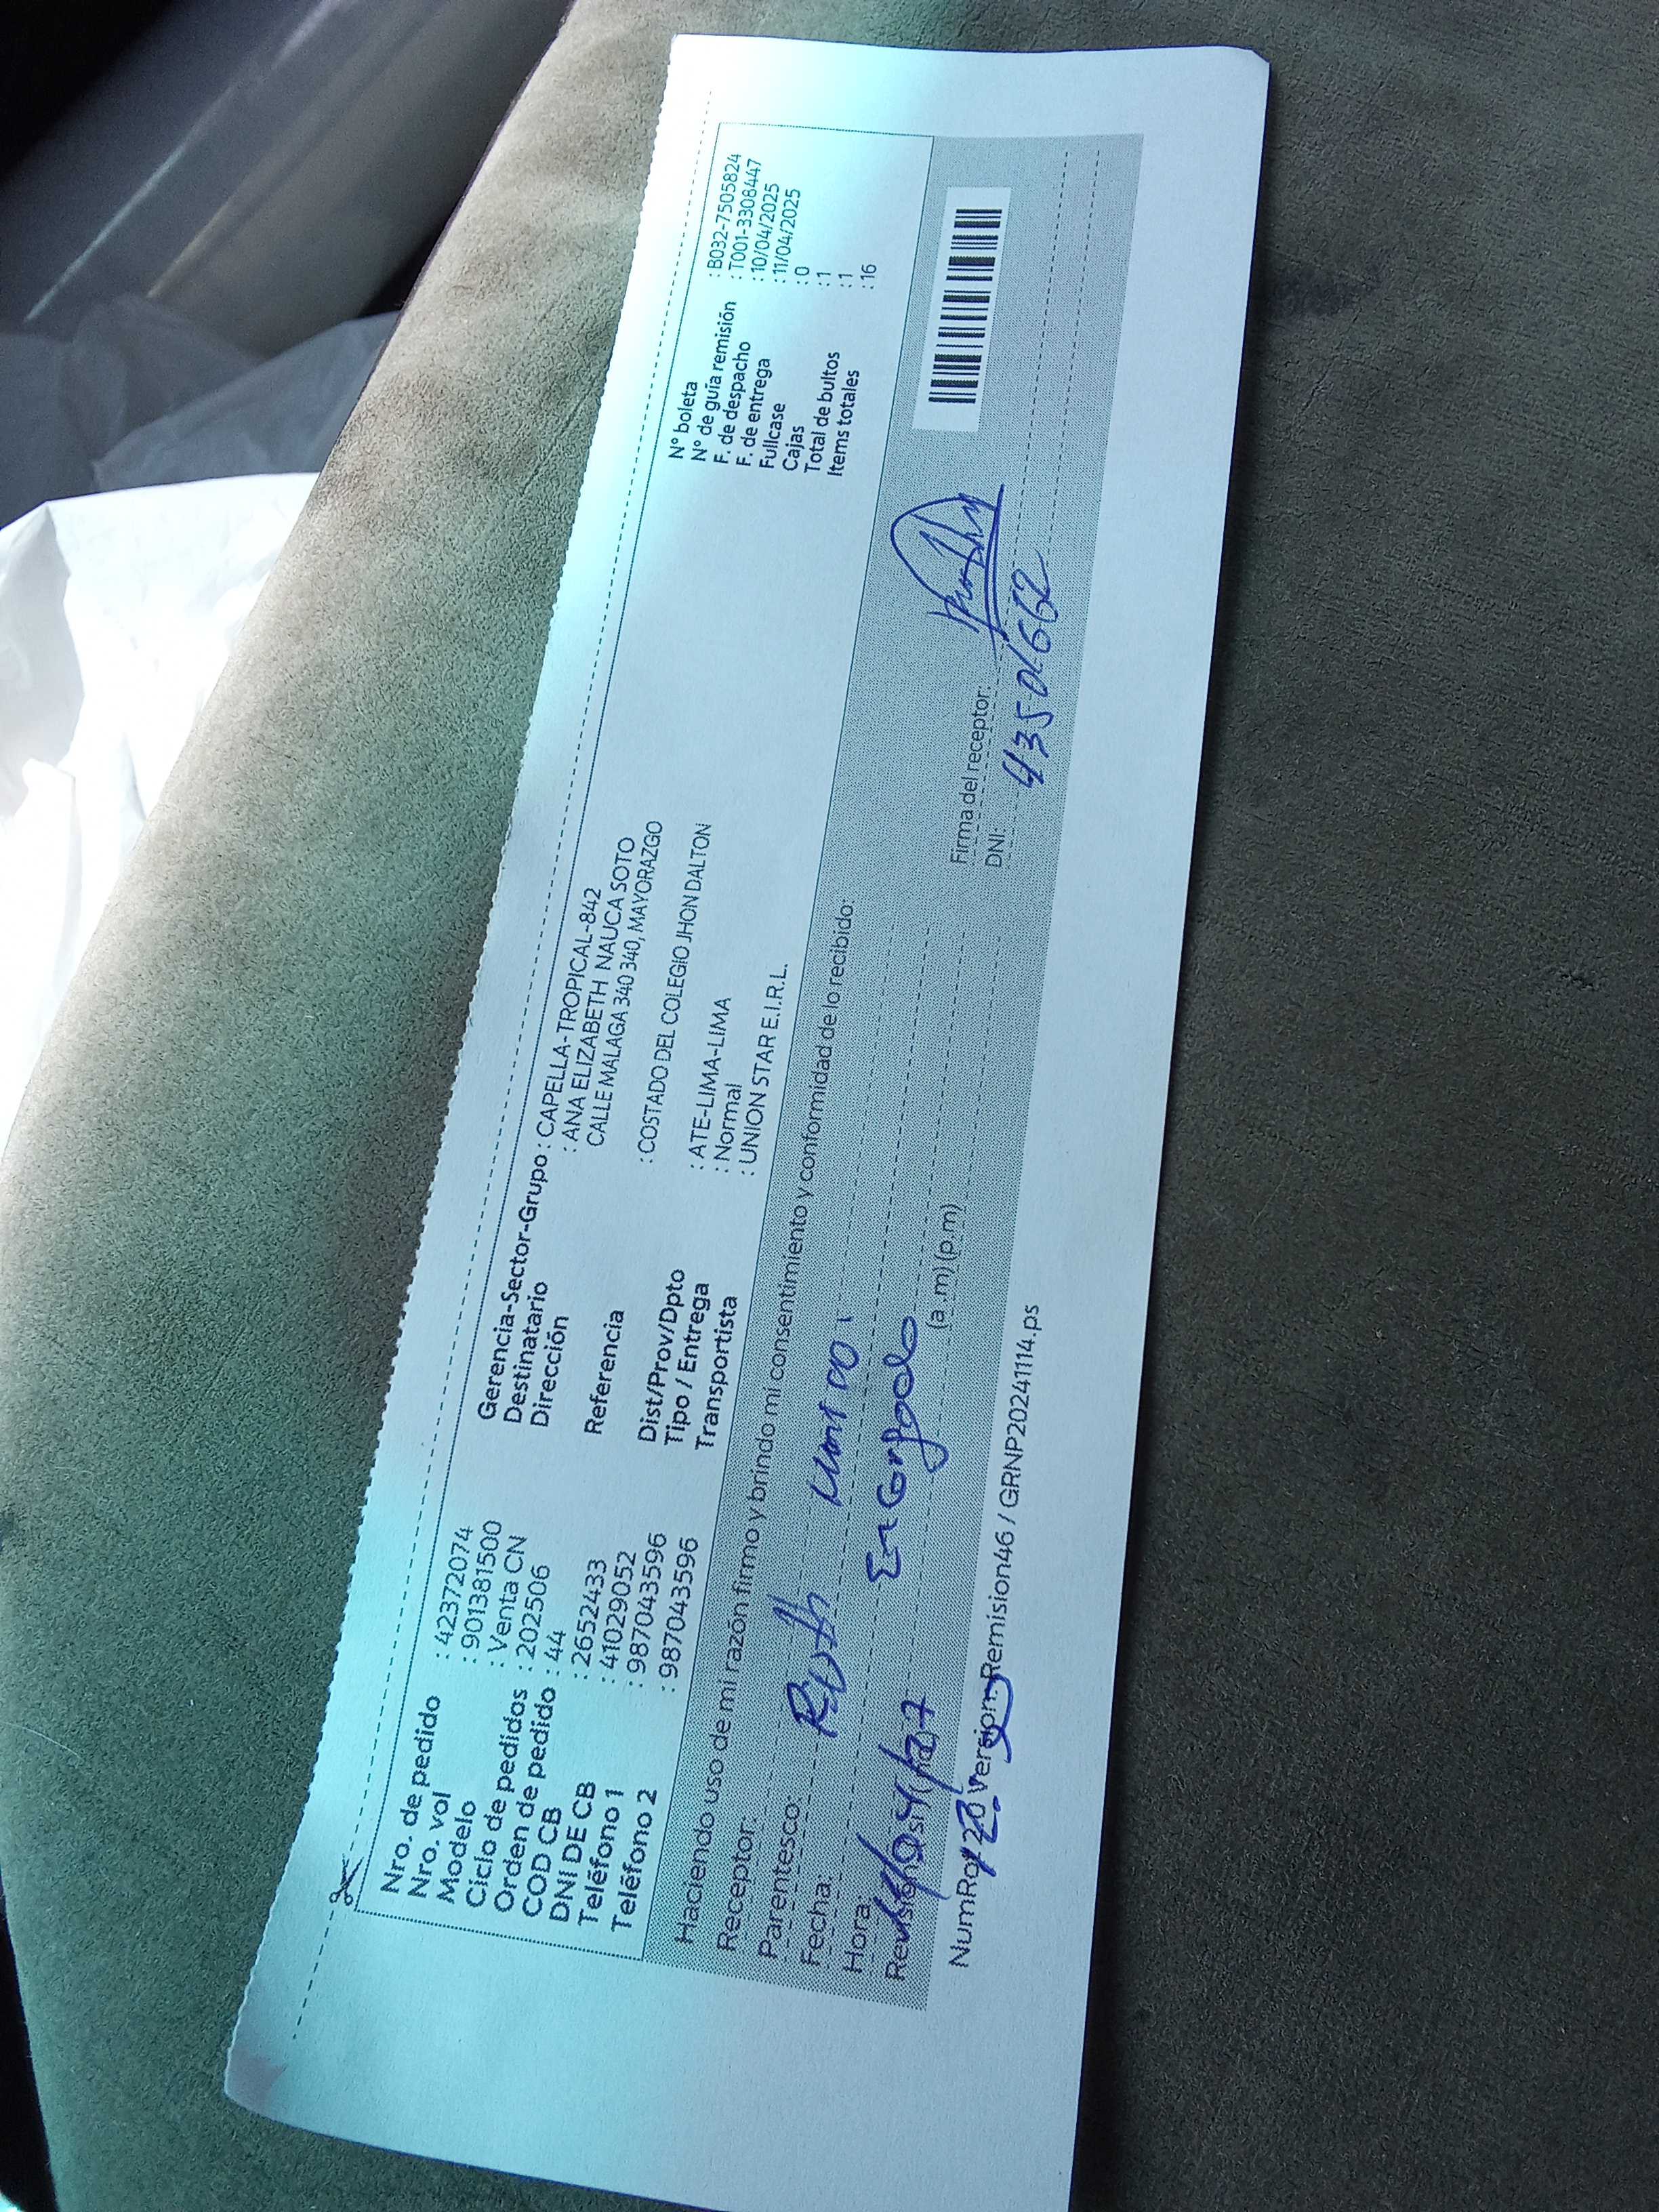 Nro. de pedido : 42372074
Nro. vol : 901381500
Modelo : Venta CN
Ciclo de pedidos : 202506
Orden de pedido : 44
COD CB : 2652433
DNI DE CB : 41029052
Teléfono 1 : 987043596
Teléfono 2 : 987043596
Gerencia-Sector-Grupo : CAPELLA-TROPICAL-842
Destinatario : ANA ELIZABETH NAUCA SOTO
Dirección CALLE MALAGA 340 340, MAYORAZGO
Referencia : COSTADO DEL COLEGIO JHON DALTON
Dist/Prov/Dpto : ATE-LIMA-LIMA
Tipo / Entrega : Normal
Transportista : UNION STAR E.I.R.L.
N° boleta : B032-7505824
N° de guía remisión : T001-3308447
F. de despacho : 10/04/2025
F. de entrega : 11/04/2025
Fullcase : 0
Cajas : 1
Total de bultos : 1
Items totales : 16
Haciendo uso de mi razón firmo y brindo mi consentimiento y conformidad de lo recibido:
Receptor: Ruth
Parentesco: Encargado
Fecha:
Hora: (a .m) (p.m)
Firma del receptor:
DNI: 43501662
Version: Remision46 / GRNP20241114.ps